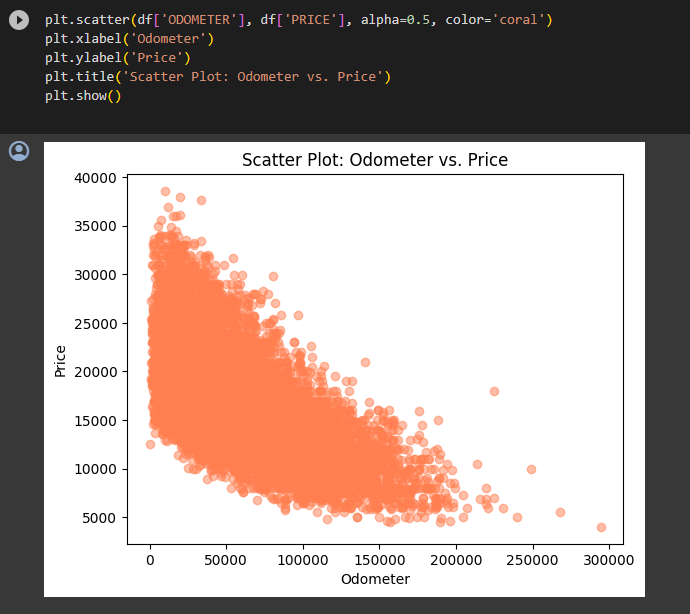 plt.scatter(df['ODOMETER'], df['PRICE'], alpha=0.5, color='coral')
plt.xlabel('Odometer')
plt.ylabel('Price')
plt.title('Scatter Plot: Odometer vs. Price')
plt.show()
Scatter Plot: Odometer vs. Price
40000
35000
30000
25000
20000
15000
10000
5000
Price
0 50000 100000 150000 200000 250000 300000
Odometer